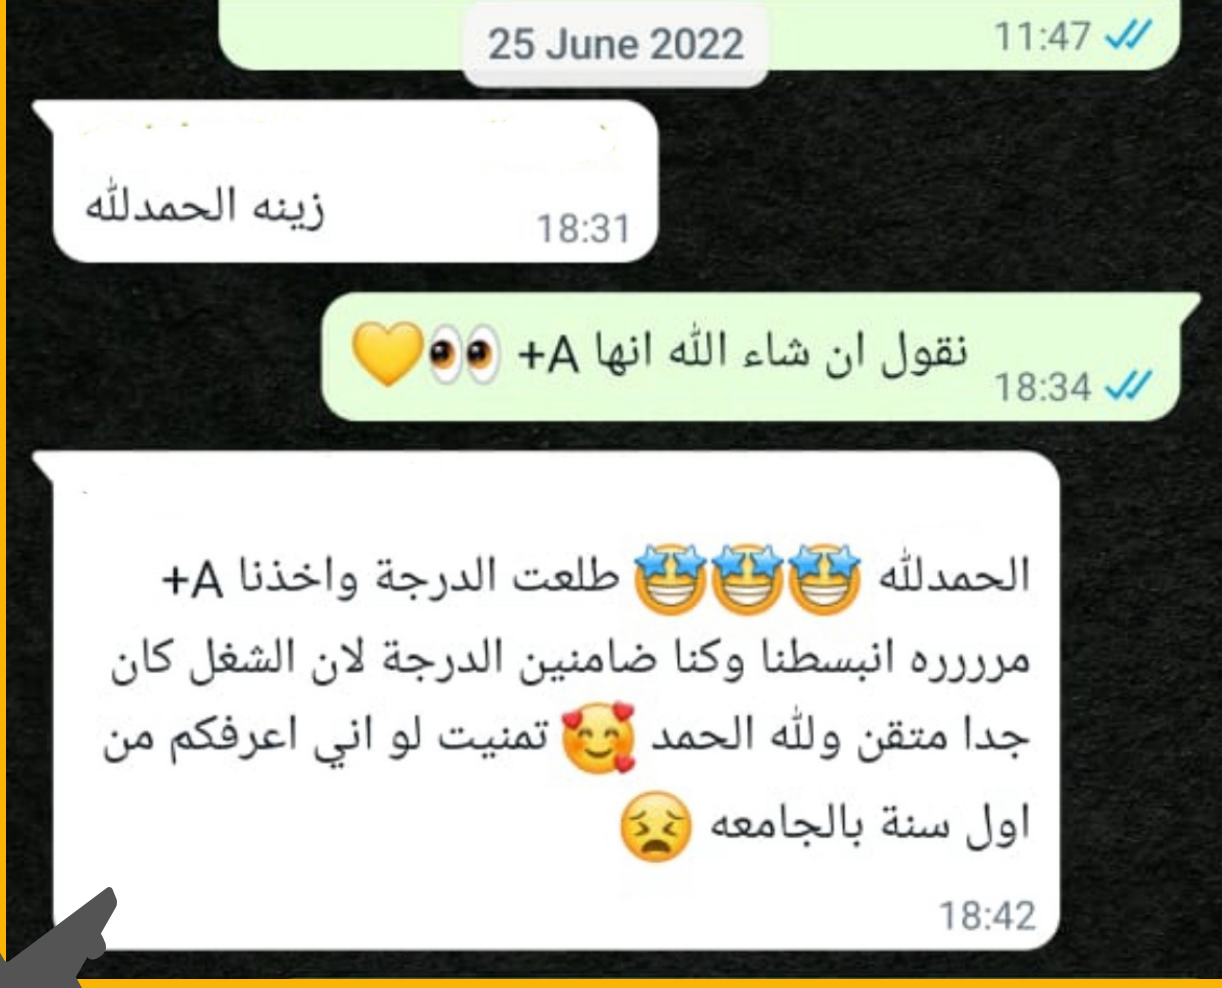 11:47
25 June 2022
زينه الحمدلله
18:31
نقول ان شاء الله انها A+ 👀💛
18:34
الحمدلله 🤩🤩🤩 طلعت الدرجة واخذنا A+
مرررره انبسطنا وكنا ضامنين الدرجة لان الشغل كان
جدا متقن ولله الحمد 🥰 تمنيت لو اني اعرفكم من
اول سنة بالجامعه 😫
18:42